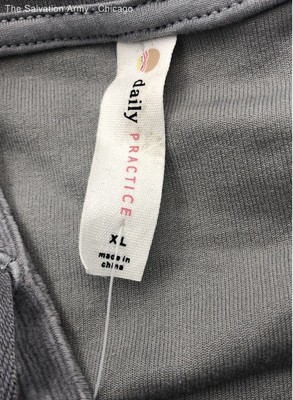 The Salvation Army - Chicago
daily
PRACTICE
XL
made in
china